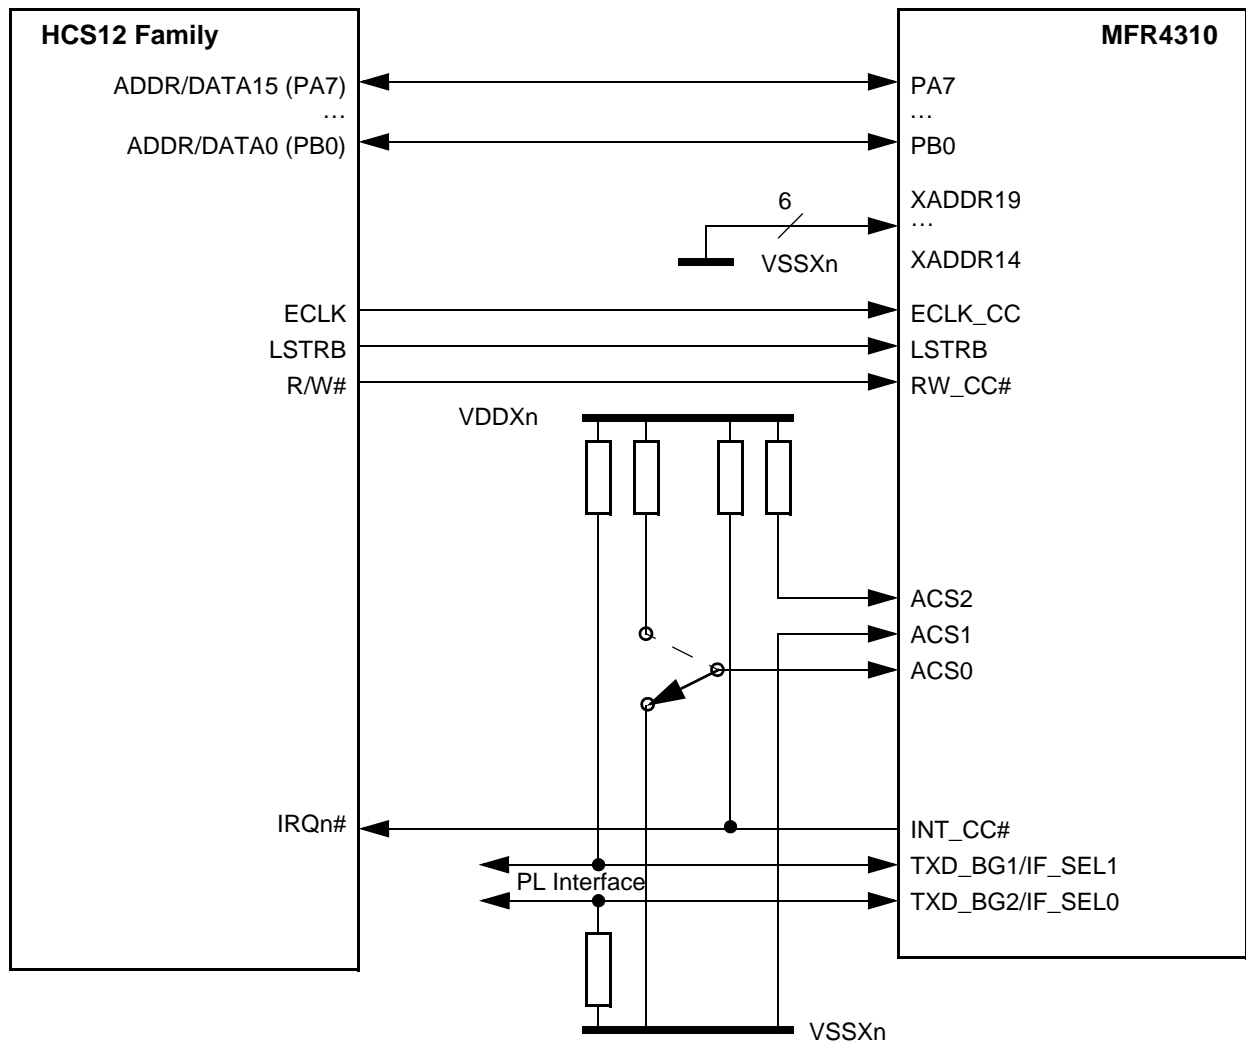 HCS12 Family
MFR4310
ADDR/DATA15 (PA7)
PA7
...
...
ADDR/DATA0 (PB0)
PB0
6
XADDR19
...
VSSXn
XADDR14
ECLK
ECLK_CC
LSTRB
LSTRB
R/W#
RW_CC#
VDDXn
ACS2
ACS1
ACS0
IRQn#
INT_CC#
TXD_BG1/IF_SEL1
PL Interface
TXD_BG2/IF_SEL0
VSSXn